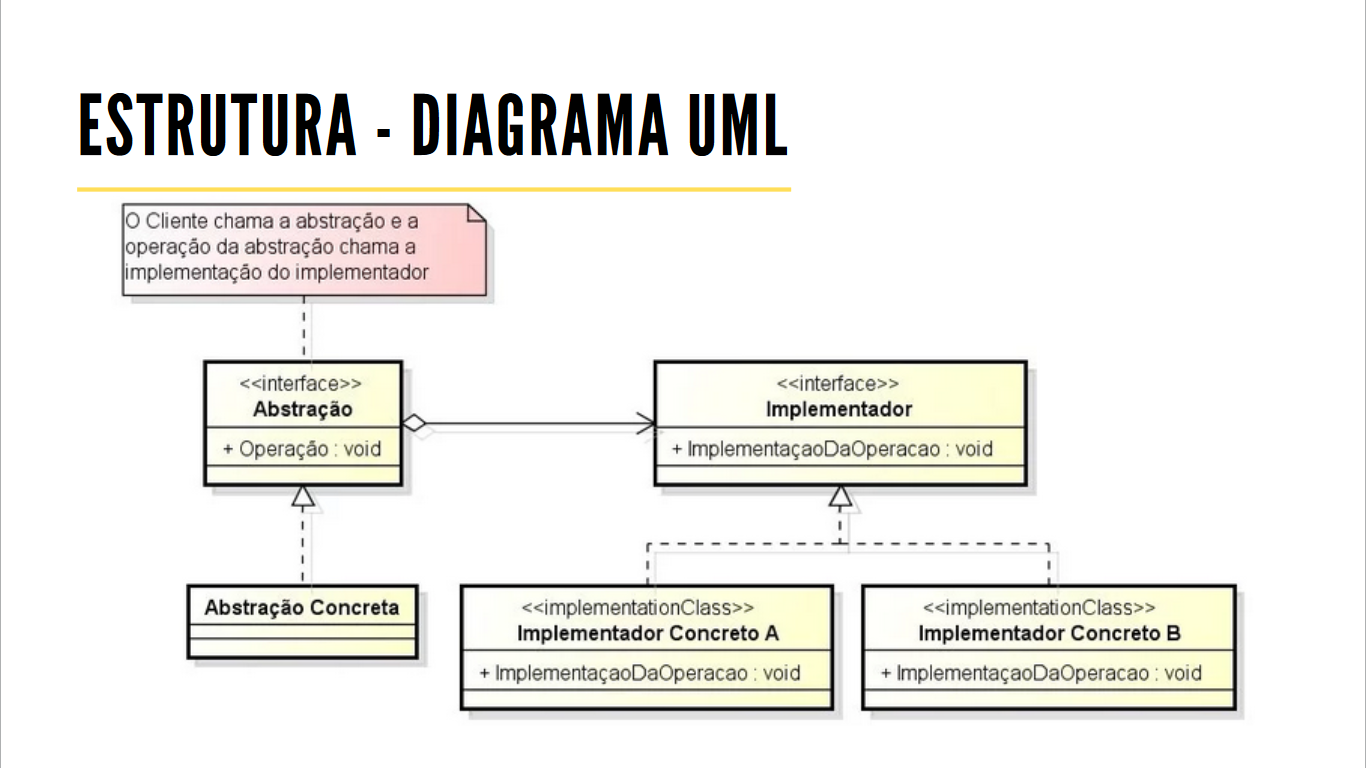 ESTRUTURA - DIAGRAMA UML
O Cliente chama a abstração e a
operação da abstração chama a
implementação do implementador
<<interface>>
Abstração
+ Operação : void
<<interface>>
Implementador
+ ImplementaçaoDaOperacao : void
Abstração Concreta
<<implementationClass>>
Implementador Concreto A
+ ImplementaçaoDaOperacao : void
<<implementationClass>>
Implementador Concreto B
+ ImplementaçaoDaOperacao : void